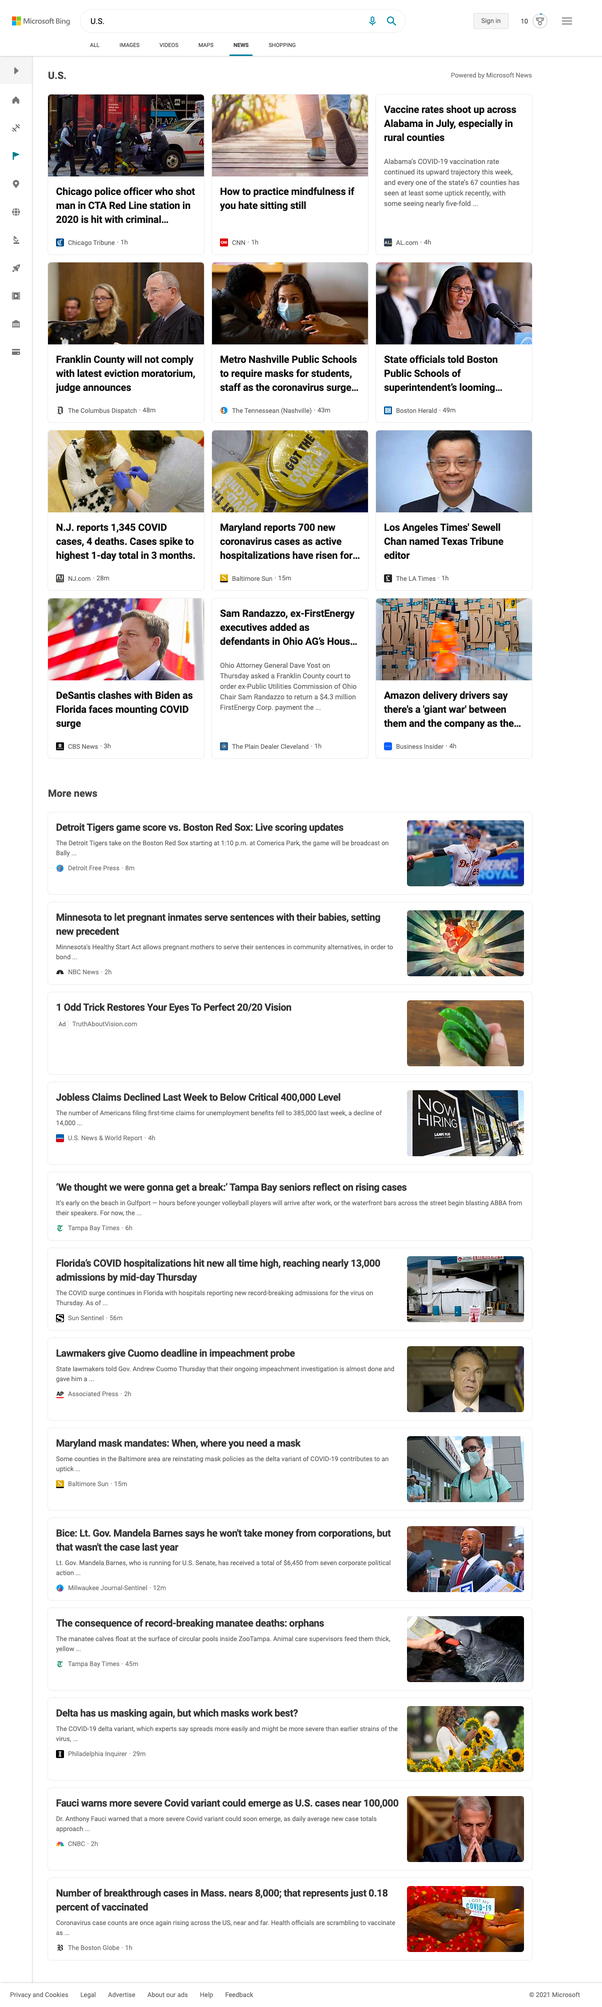 Microsoft Bing
U.S.
Sign in
10
ALL IMAGES VIDEOS MAPS NEWS SHOPPING
U.S.
Powered by Microsoft News
Chicago police officer who shot
man in CTA Red Line station in
2020 is hit with criminal...
Chicago Tribune · 1h
How to practice mindfulness if
you hate sitting still
CNN · 1h
Vaccine rates shoot up across
Alabama in July, especially in
rural counties
Alabama's COVID-19 vaccination rate
continued its upward trajectory this week,
and every one of the state's 67 counties has
seen at least some uptick recently, with
some seeing nearly five-fold ...
AL.com · 4h
Franklin County will not comply
with latest eviction moratorium,
judge announces
The Columbus Dispatch · 48m
Metro Nashville Public Schools
to require masks for students,
staff as the coronavirus surge...
The Tennessean (Nashville) · 43m
State officials told Boston
Public Schools of
superintendent's looming...
Boston Herald · 49m
N.J. reports 1,345 COVID
cases, 4 deaths. Cases spike to
highest 1-day total in 3 months.
NJ.com · 28m
I GOT THE
Maryland reports 700 new
coronavirus cases as active
hospitalizations have risen for...
Baltimore Sun · 15m
Los Angeles Times' Sewell
Chan named Texas Tribune
editor
The LA Times · 1h
DeSantis clashes with Biden as
Florida faces mounting COVID
surge
CBS News · 3h
Sam Randazzo, ex-FirstEnergy
executives added as
defendants in Ohio AG's Hous...
Ohio Attorney General Dave Yost on
Thursday asked a Franklin County court to
order ex-Public Utilities Commission of Ohio
Chair Sam Randazzo to return a $4.3 million
FirstEnergy Corp. payment the ...
The Plain Dealer Cleveland · 1h
Amazon delivery drivers say
there's a 'giant war' between
them and the company as the...
Business Insider · 4h
More news
Detroit Tigers game score vs. Boston Red Sox: Live scoring updates
The Detroit Tigers take on the Boston Red Sox starting at 1:10 p.m. at Comerica Park, the game will be broadcast on
Bally ...
Detroit Free Press · 8m
Minnesota to let pregnant inmates serve sentences with their babies, setting
new precedent
Minnesota's Healthy Start Act allows pregnant mothers to serve their sentences in community alternatives, in order to
bond ...
NBC News · 2h
1 Odd Trick Restores Your Eyes To Perfect 20/20 Vision
Ad TruthAboutVision.com
Jobless Claims Declined Last Week to Below Critical 400,000 Level
The number of Americans filing first-time claims for unemployment benefits fell to 385,000 last week, a decline of
14,000 ...
U.S. News & World Report · 4h
NOW
HIRING
'We thought we were gonna get a break:' Tampa Bay seniors reflect on rising cases
It's early on the beach in Gulfport — hours before younger volleyball players will arrive after work, or the waterfront bars across the street begin blasting ABBA from
their speakers. For now, the ...
Tampa Bay Times · 6h
Florida's COVID hospitalizations hit new all time high, reaching nearly 13,000
admissions by mid-day Thursday
The COVID surge continues in Florida with hospitals reporting new record-breaking admissions for the virus on
Thursday. As of ...
Sun Sentinel · 56m
Lawmakers give Cuomo deadline in impeachment probe
State lawmakers told Gov. Andrew Cuomo Thursday that their ongoing impeachment investigation is almost done and
gave him a ...
Associated Press · 2h
Maryland mask mandates: When, where you need a mask
Some counties in the Baltimore area are reinstating mask policies as the delta variant of COVID-19 contributes to an
uptick ...
Baltimore Sun · 15m
Bice: Lt. Gov. Mandela Barnes says he won't take money from corporations, but
that wasn't the case last year
Lt. Gov. Mandela Barnes, who is running for U.S. Senate, has received a total of $6,450 from seven corporate political
action ...
Milwaukee Journal-Sentinel · 12m
The consequence of record-breaking manatee deaths: orphans
The manatee calves float at the surface of circular pools inside ZooTampa. Animal care supervisors feed them thick,
yellow ...
Tampa Bay Times · 45m
Delta has us masking again, but which masks work best?
The COVID-19 delta variant, which experts say spreads more easily and might be more severe than earlier strains of the
virus, ...
Philadelphia Inquirer · 29m
Fauci warns more severe Covid variant could emerge as U.S. cases near 100,000
Dr. Anthony Fauci warned that a more severe Covid variant could soon emerge, as daily average new case totals
approach ...
CNBC · 2h
Number of breakthrough cases in Mass. nears 8,000; that represents just 0.18
percent of vaccinated
Coronavirus case counts are once again rising across the US, near and far. Health officials are scrambling to vaccinate
as ...
The Boston Globe · 1h
COVID-19
Privacy and Cookies Legal Advertise About our ads Help Feedback
© 2021 Microsoft